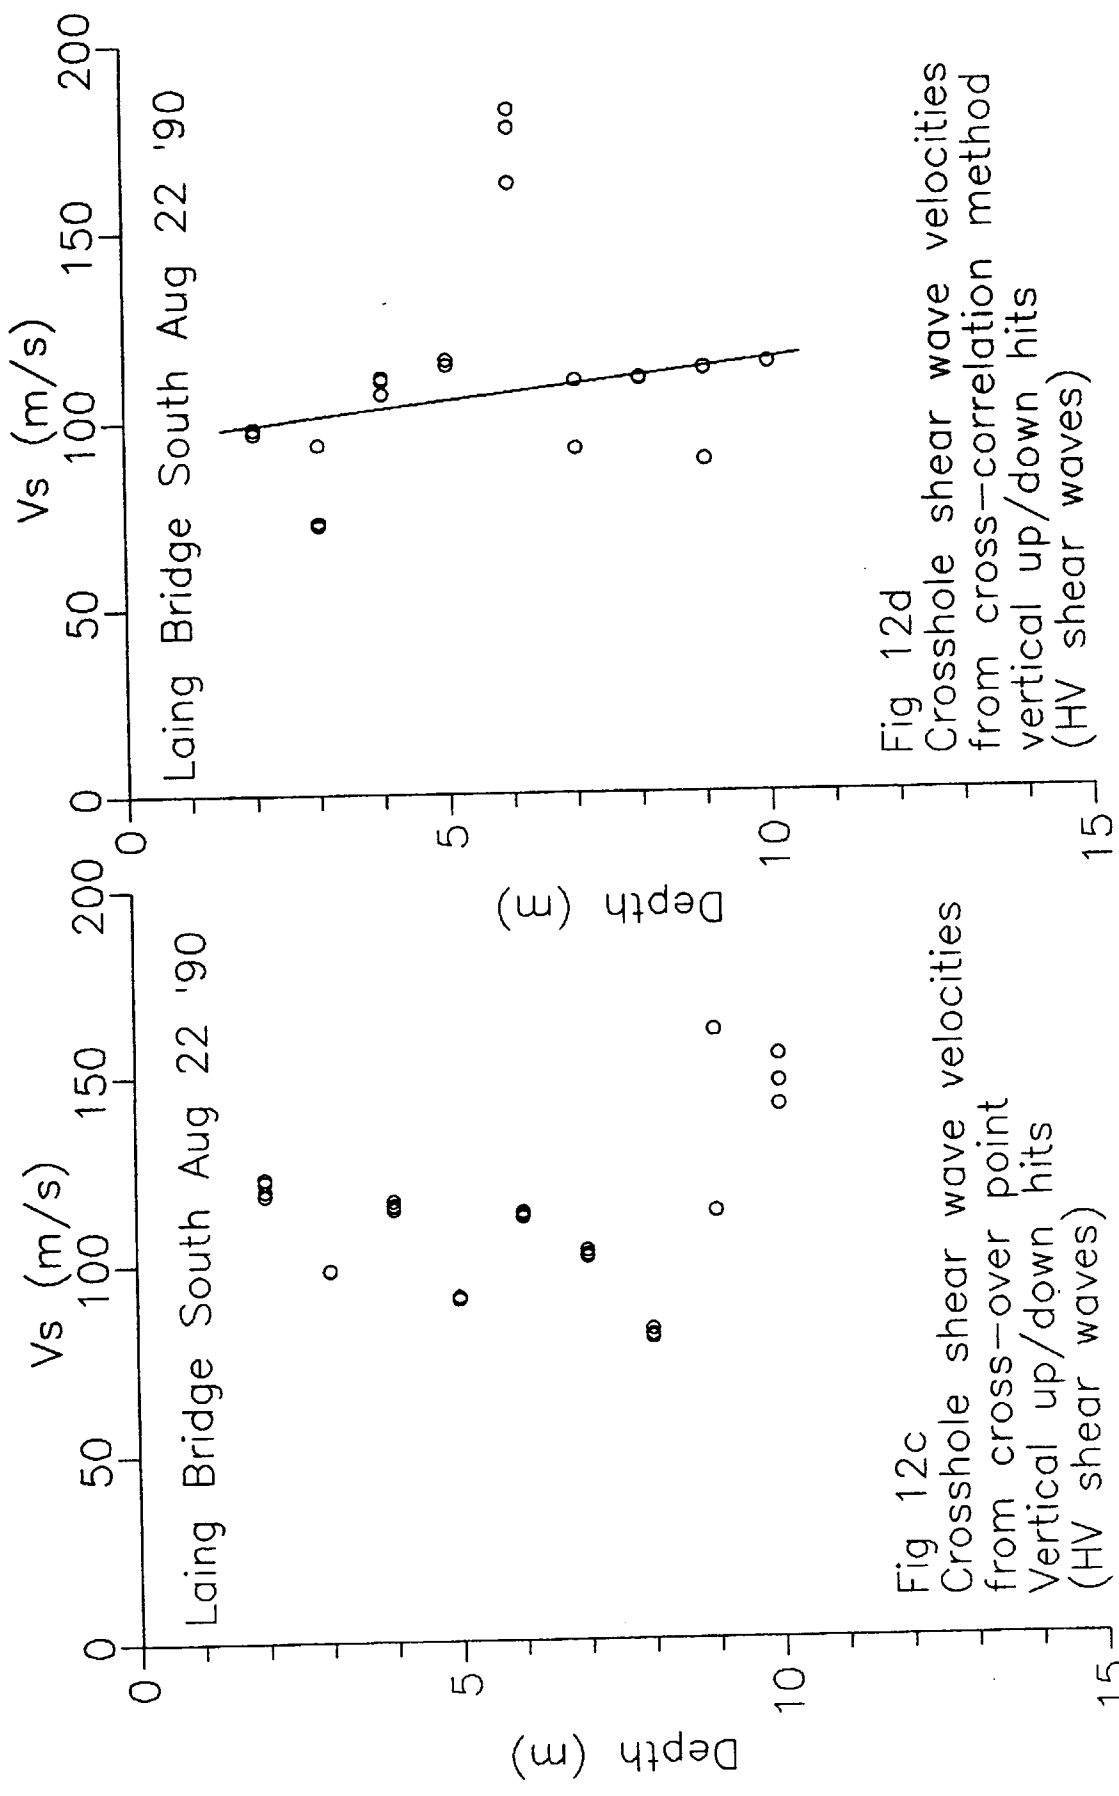 Vs (m/s)
0 50 100 150 200
Laing Bridge South Aug 22 '90
0
5
10
15
Depth (m)
Fig 12c
Crosshole shear wave velocities
from cross-over point
Vertical up/down hits
(HV shear waves)
Vs (m/s)
0 50 100 150 200
Laing Bridge South Aug 22 '90
0
5
10
15
Depth (m)
Fig 12d
Crosshole shear wave velocities
from cross-correlation method
vertical up/down hits
(HV shear waves)